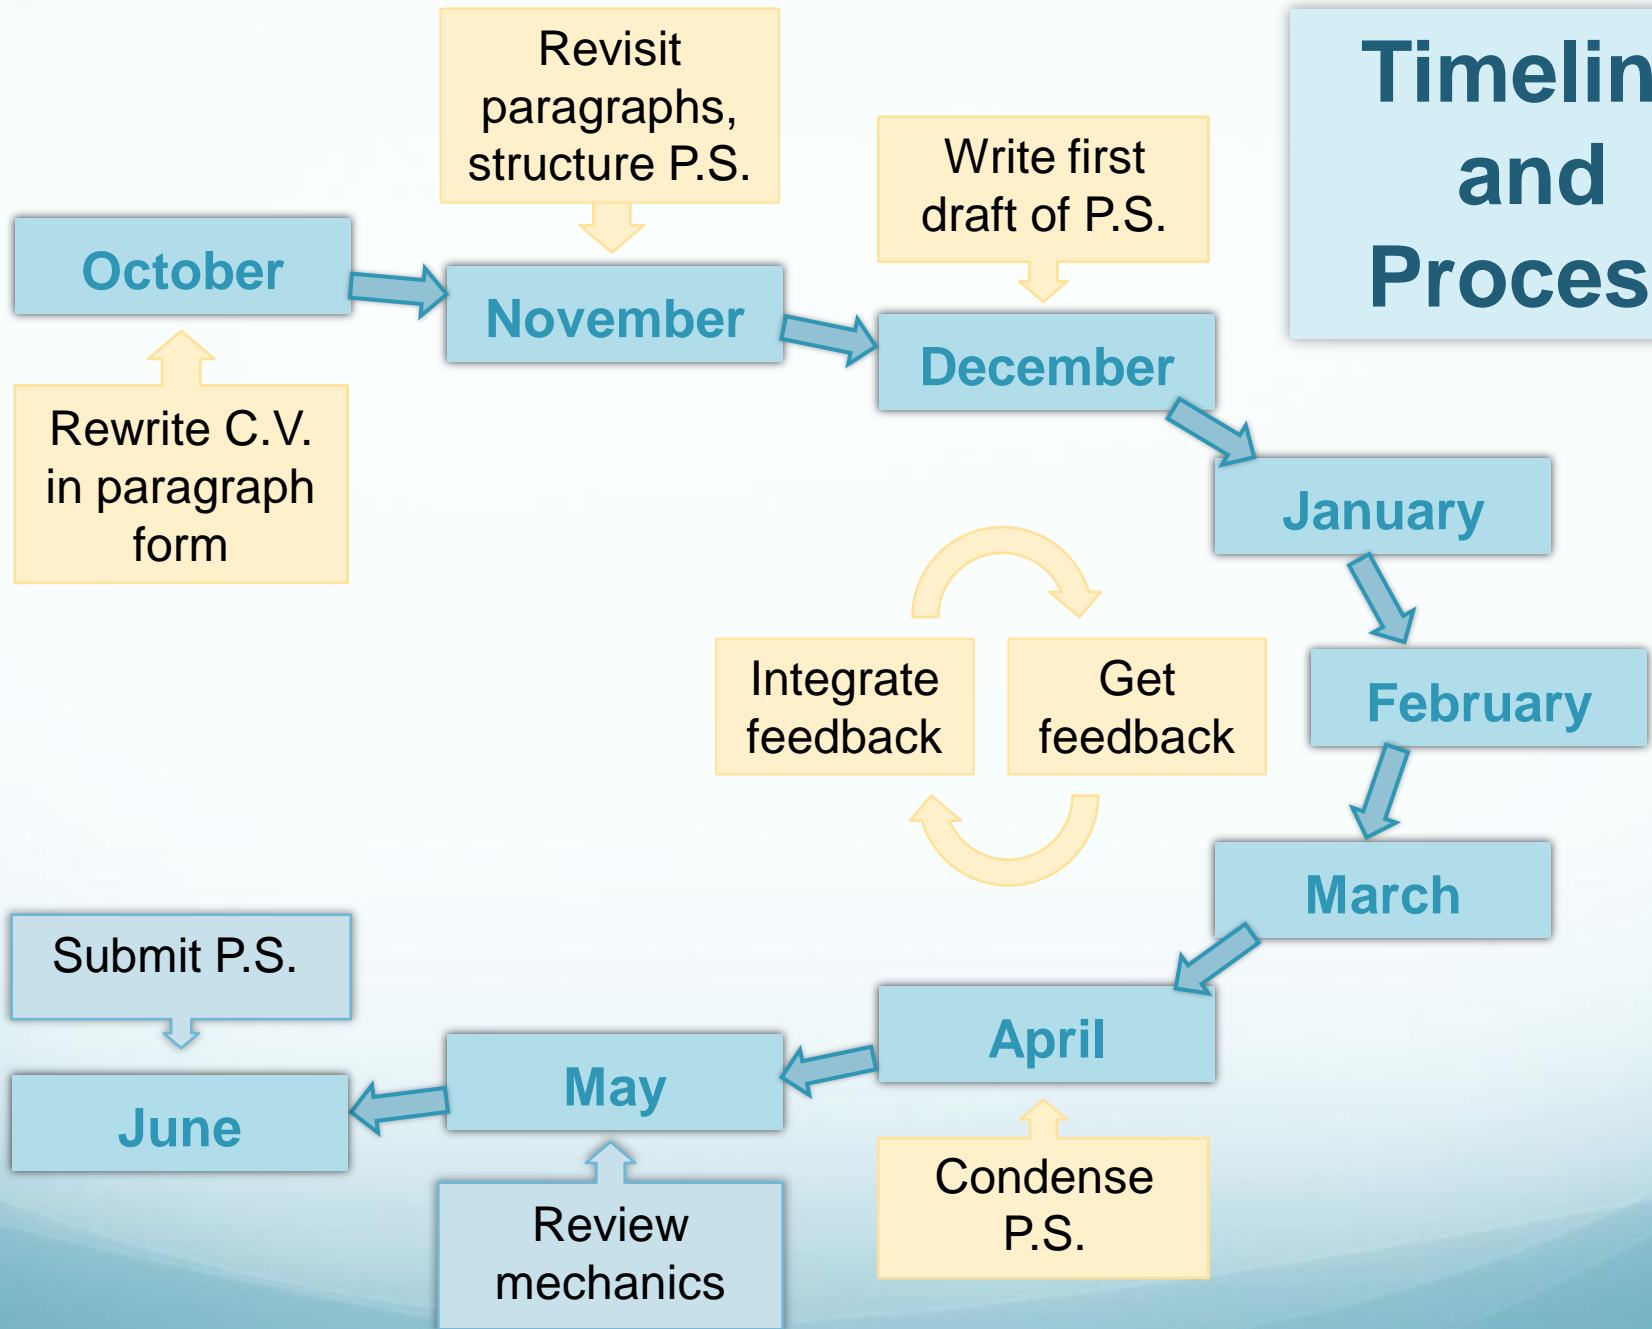 Timelin
and
Proces
Revisit
paragraphs,
structure P.S.
Write first
draft of P.S.
October
November
December
Rewrite C.V.
in paragraph
form
January
Integrate
feedback
Get
feedback
February
March
Submit P.S.
April
May
June
Condense
P.S.
Review
mechanics